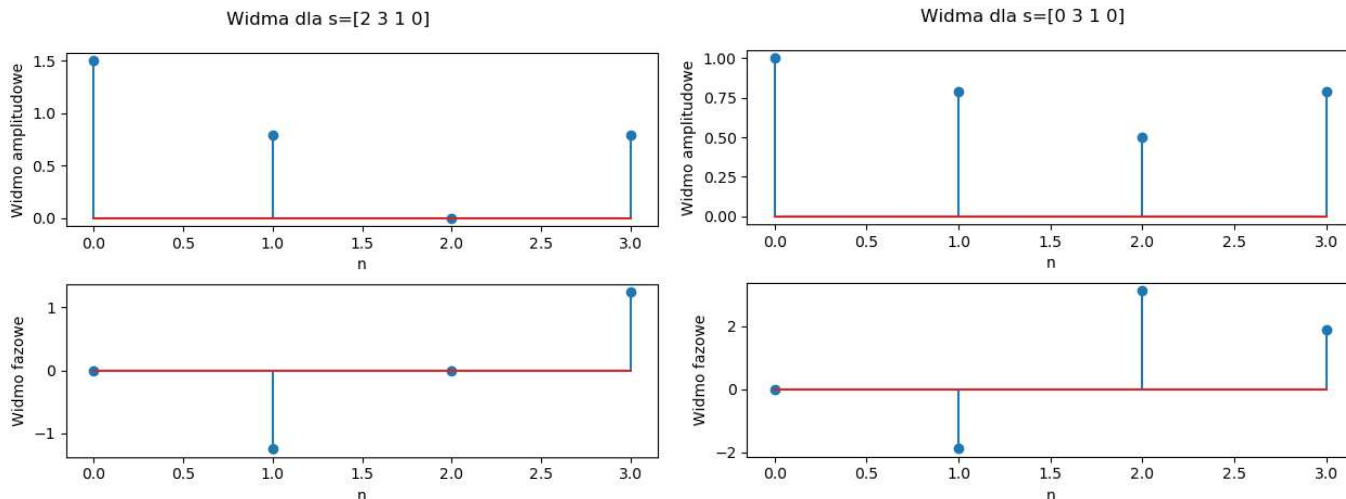 Widma dla s=[2 3 1 0]
Widmo amplitudowe
1.5
1.0
0.5
0.0
0.0 0.5 1.0 1.5 2.0 2.5 3.0
n
Widmo fazowe
1
0
−1
0.0 0.5 1.0 1.5 2.0 2.5 3.0
n
Widma dla s=[0 3 1 0]
Widmo amplitudowe
1.00
0.75
0.50
0.25
0.00
0.0 0.5 1.0 1.5 2.0 2.5 3.0
n
Widmo fazowe
2
0
−2
0.0 0.5 1.0 1.5 2.0 2.5 3.0
n